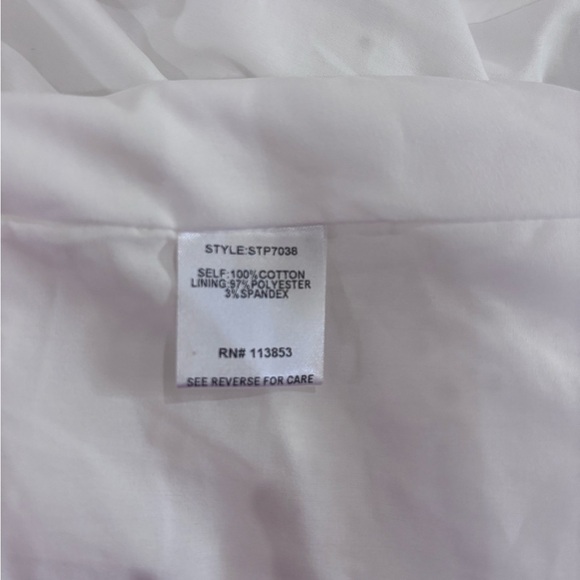 STYLE:STP7038
SELF:100%COTTON
LINING:97%POLYESTER
3%SPANDEX
RN# 113853
SEE REVERSE FOR CARE